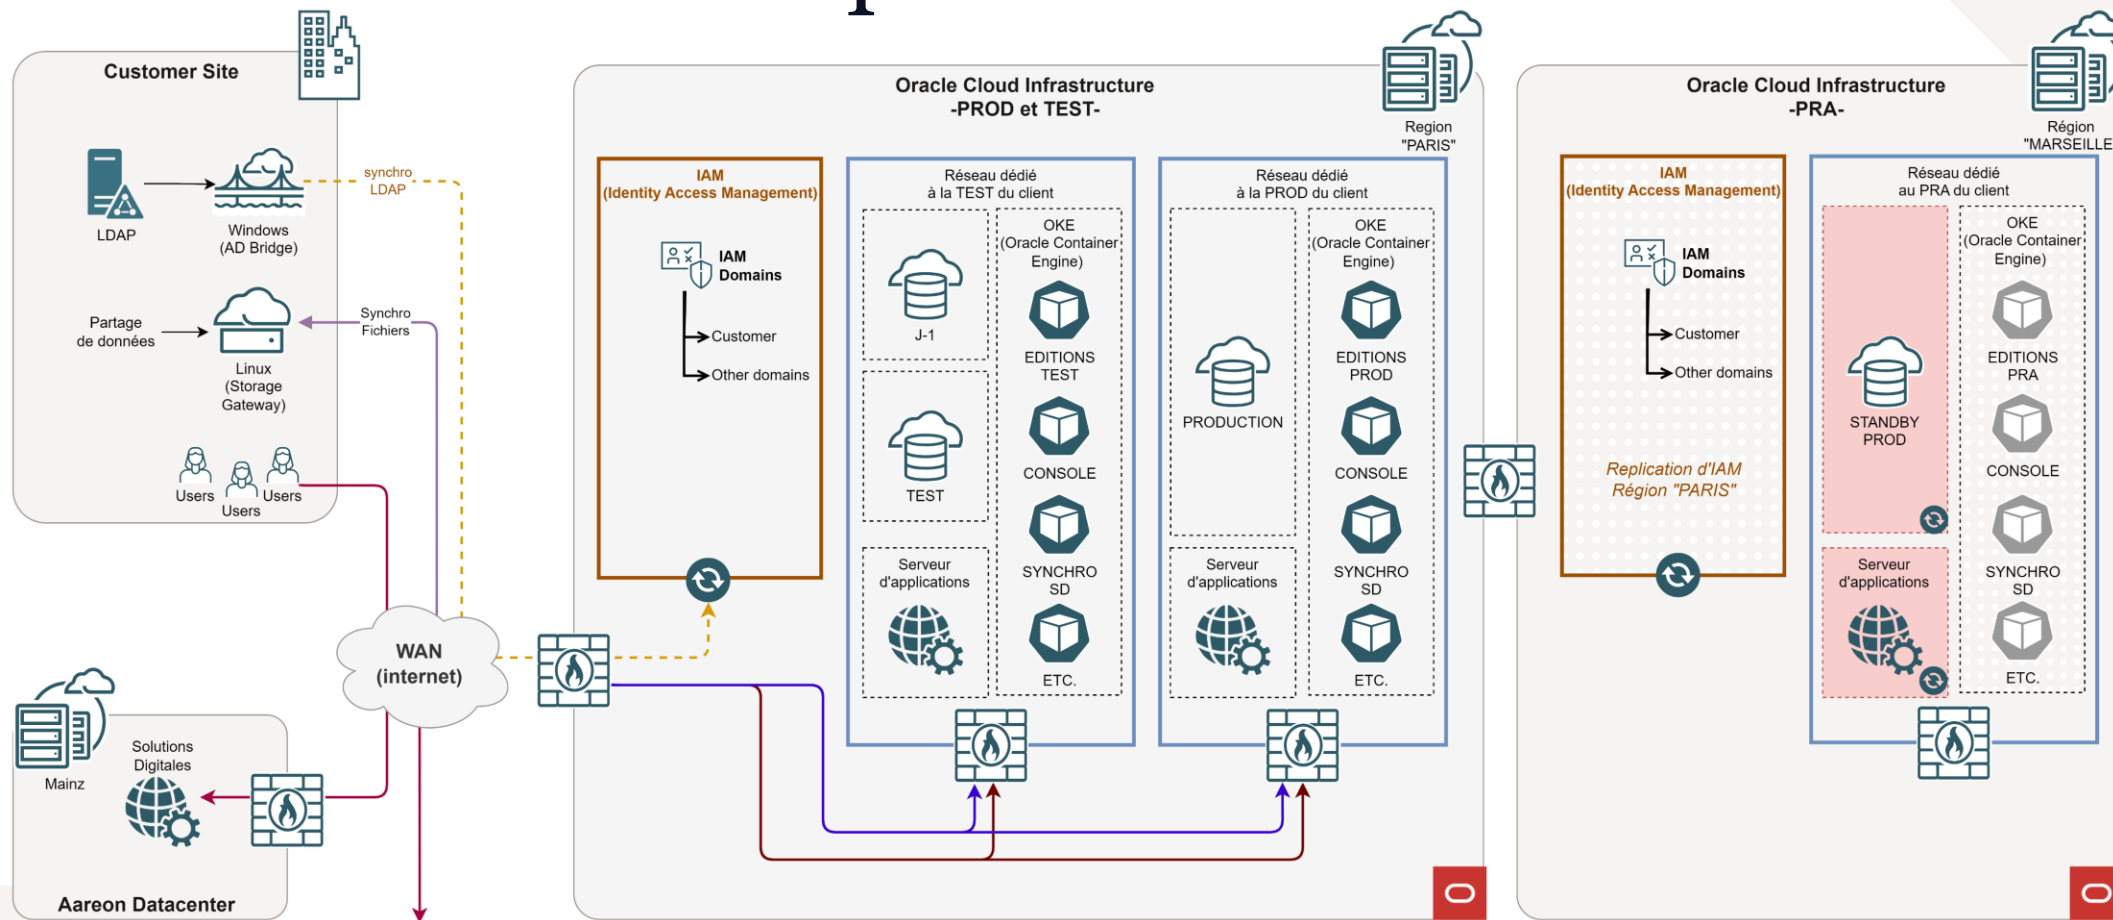 Customer Site
LDAP
Windows
(AD Bridge)
synchro
LDAP
Partage
de données
Linux
(Storage
Gateway)
Synchro
Fichiers
Users
Users
Users
WAN
(internet)
Mainz
Solutions
Digitales
Aareon Datacenter
Oracle Cloud Infrastructure
-PROD et TEST-
Region
"PARIS"
IAM
(Identity Access Management)
IAM
Domains
Customer
Other domains
Réseau dédié
à la TEST du client
J-1
TEST
Serveur
d'applications
OKE
(Oracle Container
Engine)
EDITIONS
TEST
CONSOLE
SYNCHRO
SD
ETC.
Réseau dédié
à la PROD du client
PRODUCTION
Serveur
d'applications
OKE
(Oracle Container
Engine)
EDITIONS
PROD
CONSOLE
SYNCHRO
SD
ETC.
Oracle Cloud Infrastructure
-PRA-
Région
"MARSEILLE
IAM
(Identity Access Management)
IAM
Domains
Customer
Other domains
Replication d'IAM
Région "PARIS"
Réseau dédié
au PRA du client
STANDBY
PROD
Serveur
d'applications
OKE
(Oracle Container
Engine)
EDITIONS
PRA
CONSOLE
SYNCHRO
SD
ETC.